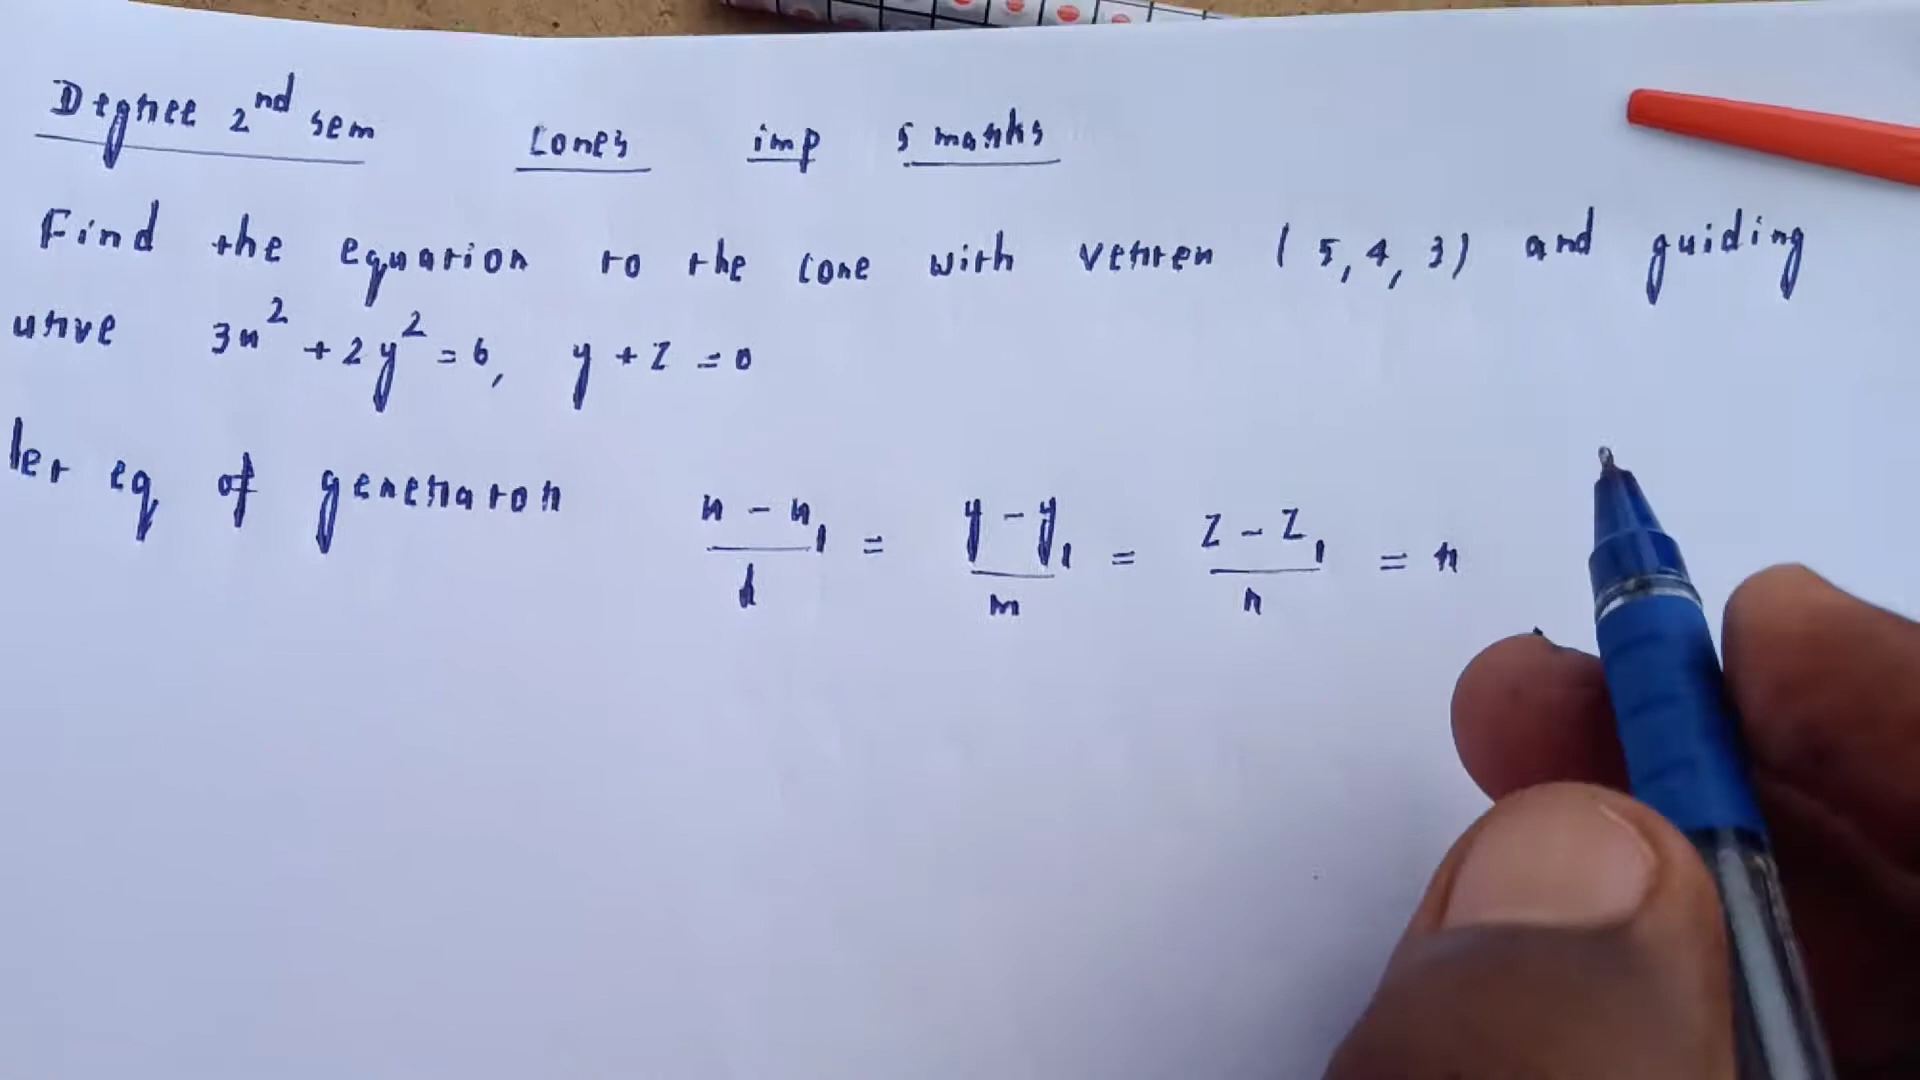 Degree 2nd sem cones imp 5 marks
Find the equation to the cone with vertex (5, 4, 3) and guiding
urve 3x² + 2y² = 6, y + z = 0
let eq of generator x - x₁ / l = y - y₁ / m = z - z₁ / n = r